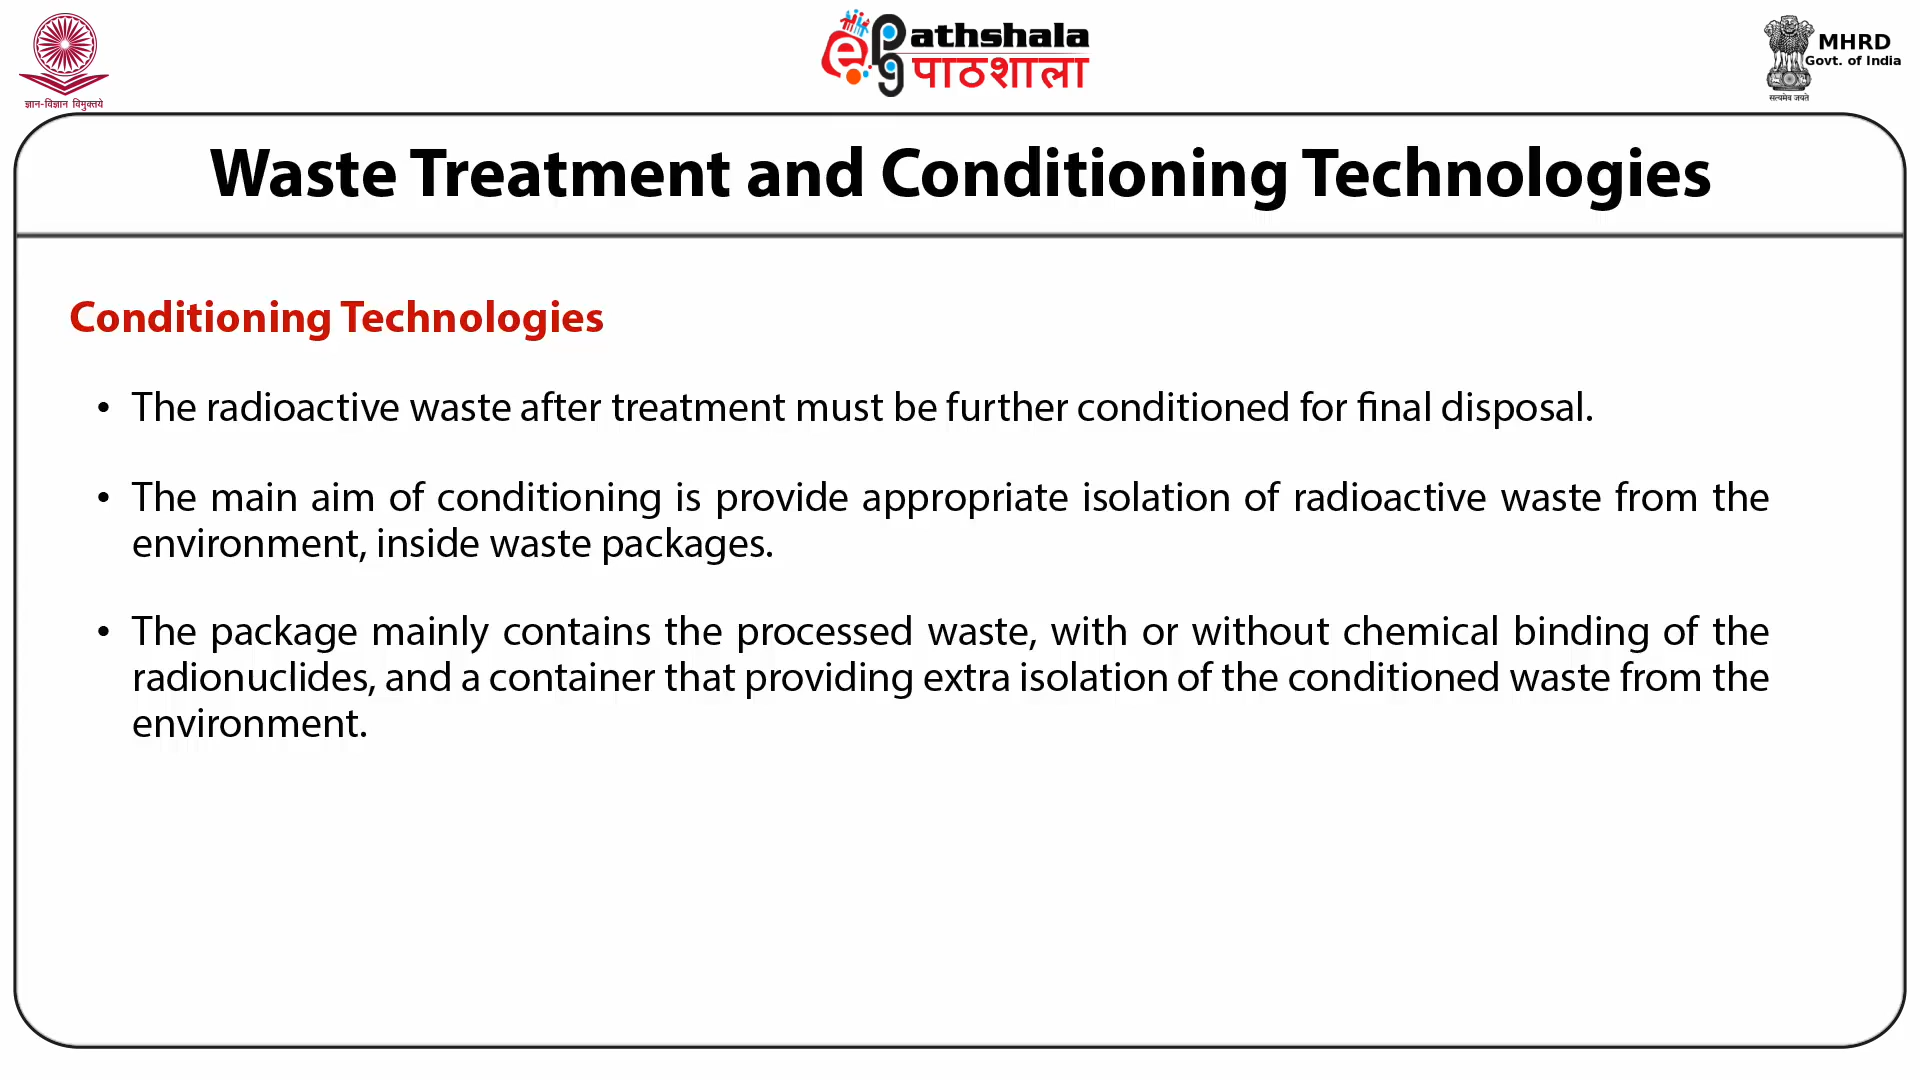 ज्ञान-विज्ञान विमुक्तये
e Pg athshala
पाठशाला
MHRD
Govt. of India
सत्यमेव जयते
Waste Treatment and Conditioning Technologies
Conditioning Technologies
• The radioactive waste after treatment must be further conditioned for final disposal.
• The main aim of conditioning is provide appropriate isolation of radioactive waste from the
environment, inside waste packages.
• The package mainly contains the processed waste, with or without chemical binding of the
radionuclides, and a container that providing extra isolation of the conditioned waste from the
environment.